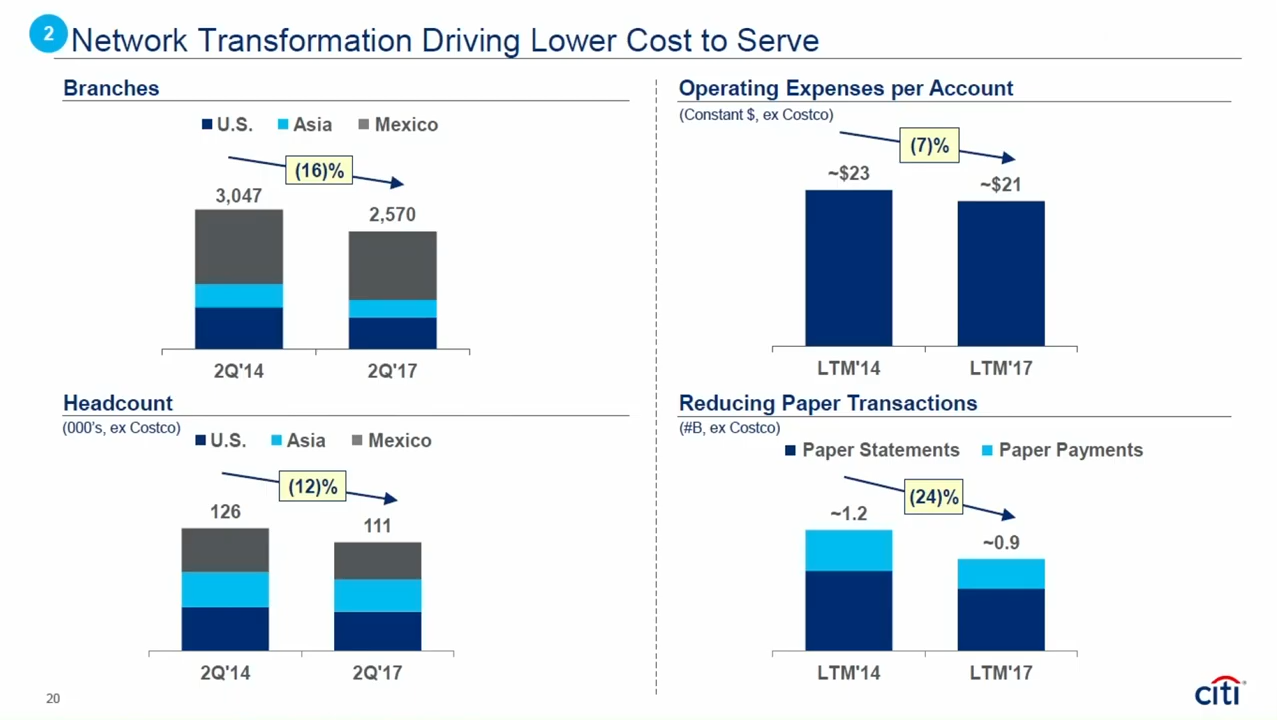 2
Network Transformation Driving Lower Cost to Serve
Branches
U.S. Asia Mexico
(16)%
3,047
2,570
2Q'14 2Q'17
Headcount
(000's, ex Costco)
U.S. Asia Mexico
(12)%
126
111
2Q'14 2Q'17
Operating Expenses per Account
(Constant $, ex Costco)
(7)%
~$23
~$21
LTM'14 LTM'17
Reducing Paper Transactions
(#B, ex Costco)
Paper Statements Paper Payments
(24)%
~1.2
~0.9
LTM'14 LTM'17
20
citi